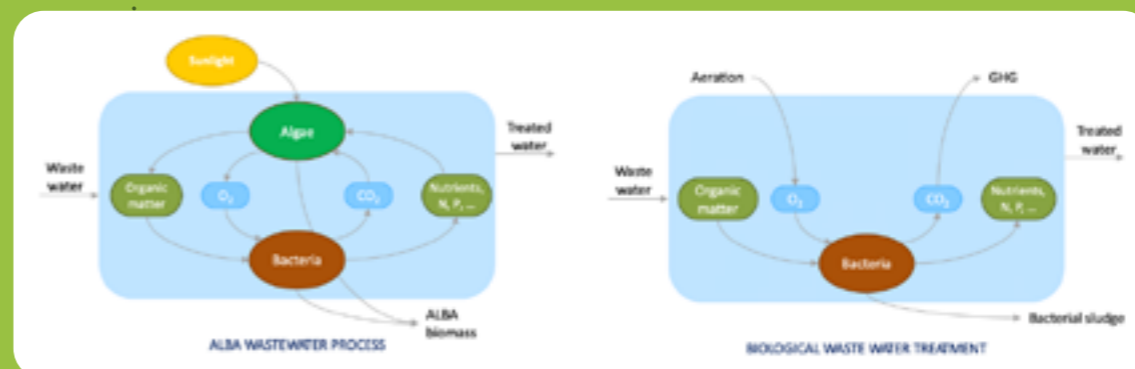 Sunlight
Algae
Waste
water
Organic
matter
O₂
CO₂
Nutrients,
N, P, ...
Treated
water
Bacteria
ALBA
biomass
ALBA WASTEWATER PROCESS
Aeration
GHG
Waste
water
Organic
matter
O₂
CO₂
Nutrients,
N, P, ...
Treated
water
Bacteria
Bacterial sludge
BIOLOGICAL WASTE WATER TREATMENT